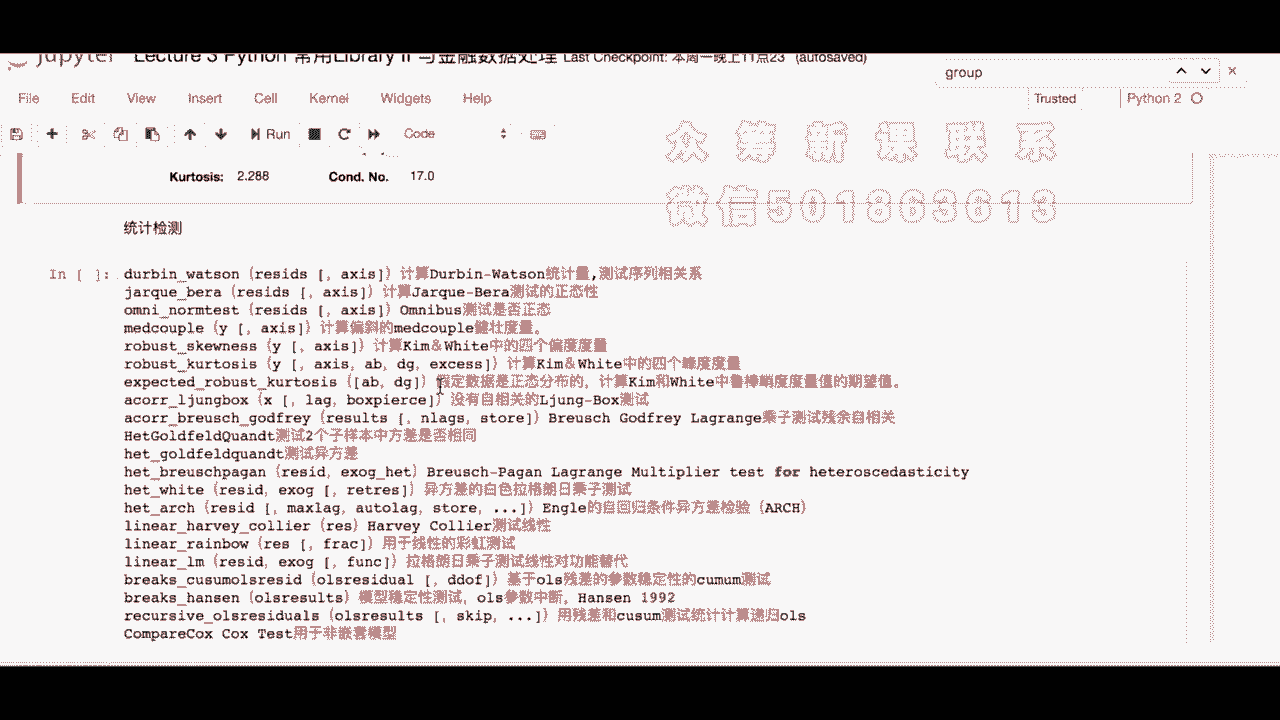 jupyter Lecture 3 Python 常用Library II 与金融数据处理 Last Checkpoint: 本周一晚上11点23 (autosaved)
group
File Edit View Insert Cell Kernel Widgets Help
Trusted Python 2
Run Code
众筹新课联系
微信501863613
Kurtosis: 2.288 Cond. No. 17.0
统计检测
In [ ]: durbin_watson (resids [, axis]) 计算Durbin-Watson统计量,测试序列相关系
jarque_bera (resids [, axis]) 计算Jarque-Bera测试的正态性
omni_normtest (resids [, axis]) Omnibus测试是否正态
medcouple (y [, axis]) 计算偏斜的medcouple健壮度量。
robust_skewness (y [, axis]) 计算Kim＆White中的四个偏度度量
robust_kurtosis (y [, axis, ab, dg, excess]) 计算Kim＆White中的四个峰度度量
expected_robust_kurtosis ([ab, dg]) 假定数据是正态分布的，计算Kim和White中鲁棒峭度度量值的期望值。
acorr_ljungbox (x [, lag, boxpierce]) 没有自相关的Ljung-Box测试
acorr_breusch_godfrey (results [, nlags, store]) Breusch Godfrey Lagrange乘子测试残余自相关
HetGoldfeldQuandt测试2个子样本中方差是否相同
het_goldfeldquandt测试异方差
het_breuschpagan (resid, exog_het) Breusch-Pagan Lagrange Multiplier test for heteroscedasticity
het_white (resid, exog [, retres]) 异方差的白色拉格朗日乘子测试
het_arch (resid [, maxlag, autolag, store, ...]) Engle的自回归条件异方差检验（ARCH）
linear_harvey_collier (res) Harvey Collier测试线性
linear_rainbow (res [, frac]) 用于线性的彩虹测试
linear_lm (resid, exog [, func]) 拉格朗日乘子测试线性对功能替代
breaks_cusumolsresid (olsresidual [, ddof]) 基于ols残差的参数稳定性的cumum测试
breaks_hansen (olsresults) 模型稳定性测试，ols参数中断，Hansen 1992
recursive_olsresiduals (olsresults [, skip, ...]) 用残差和cusum测试统计计算递归ols
CompareCox Cox Test用于非嵌套模型